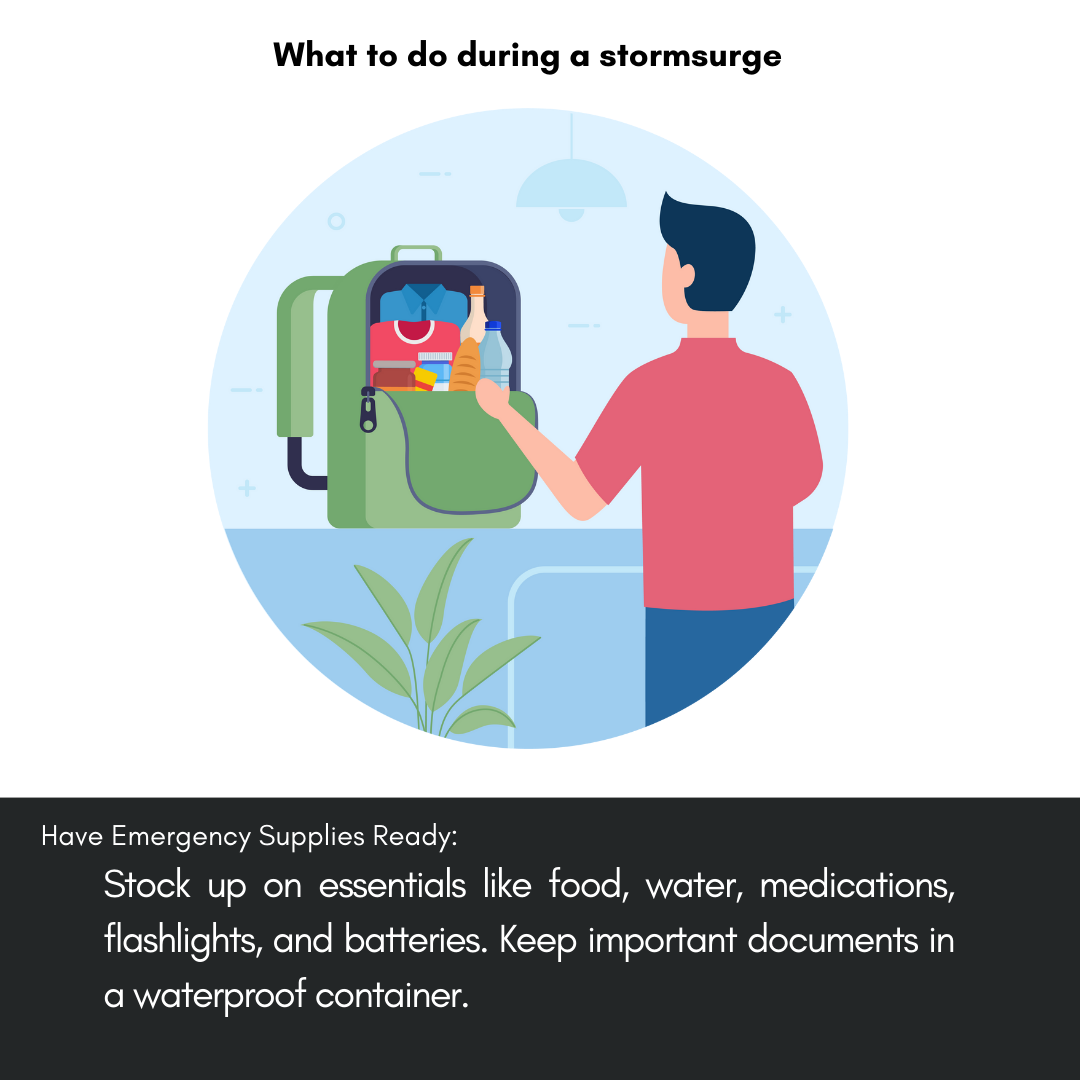 What to do during a stormsurge
Have Emergency Supplies Ready:
Stock up on essentials like food, water, medications,
flashlights, and batteries. Keep important documents in
a waterproof container.